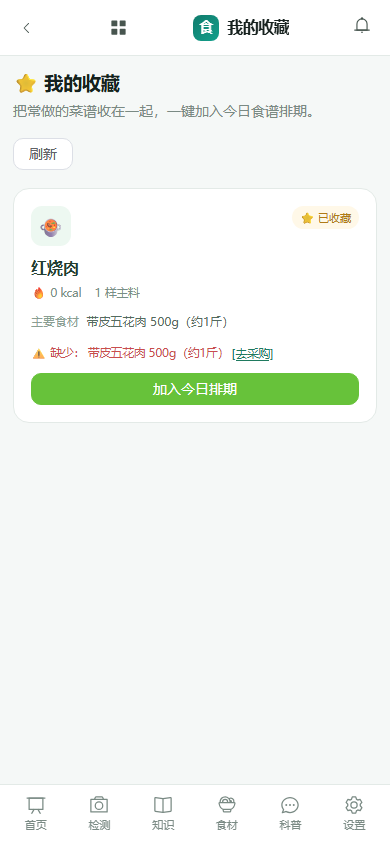 食 我的收藏
我的收藏
把常做的菜谱收在一起，一键加入今日食谱排期。
刷新
已收藏
红烧肉
0 kcal 1 样主料
主要食材 带皮五花肉 500g（约1斤）
缺少： 带皮五花肉 500g（约1斤） [去采购]
加入今日排期
首页 检测 知识 食材 科普 设置